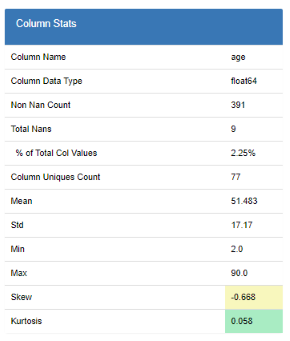 Column Stats
Column Name age
Column Data Type float64
Non Nan Count 391
Total Nans 9
% of Total Col Values 2.25%
Column Uniques Count 77
Mean 51.483
Std 17.17
Min 2.0
Max 90.0
Skew -0.668
Kurtosis 0.058